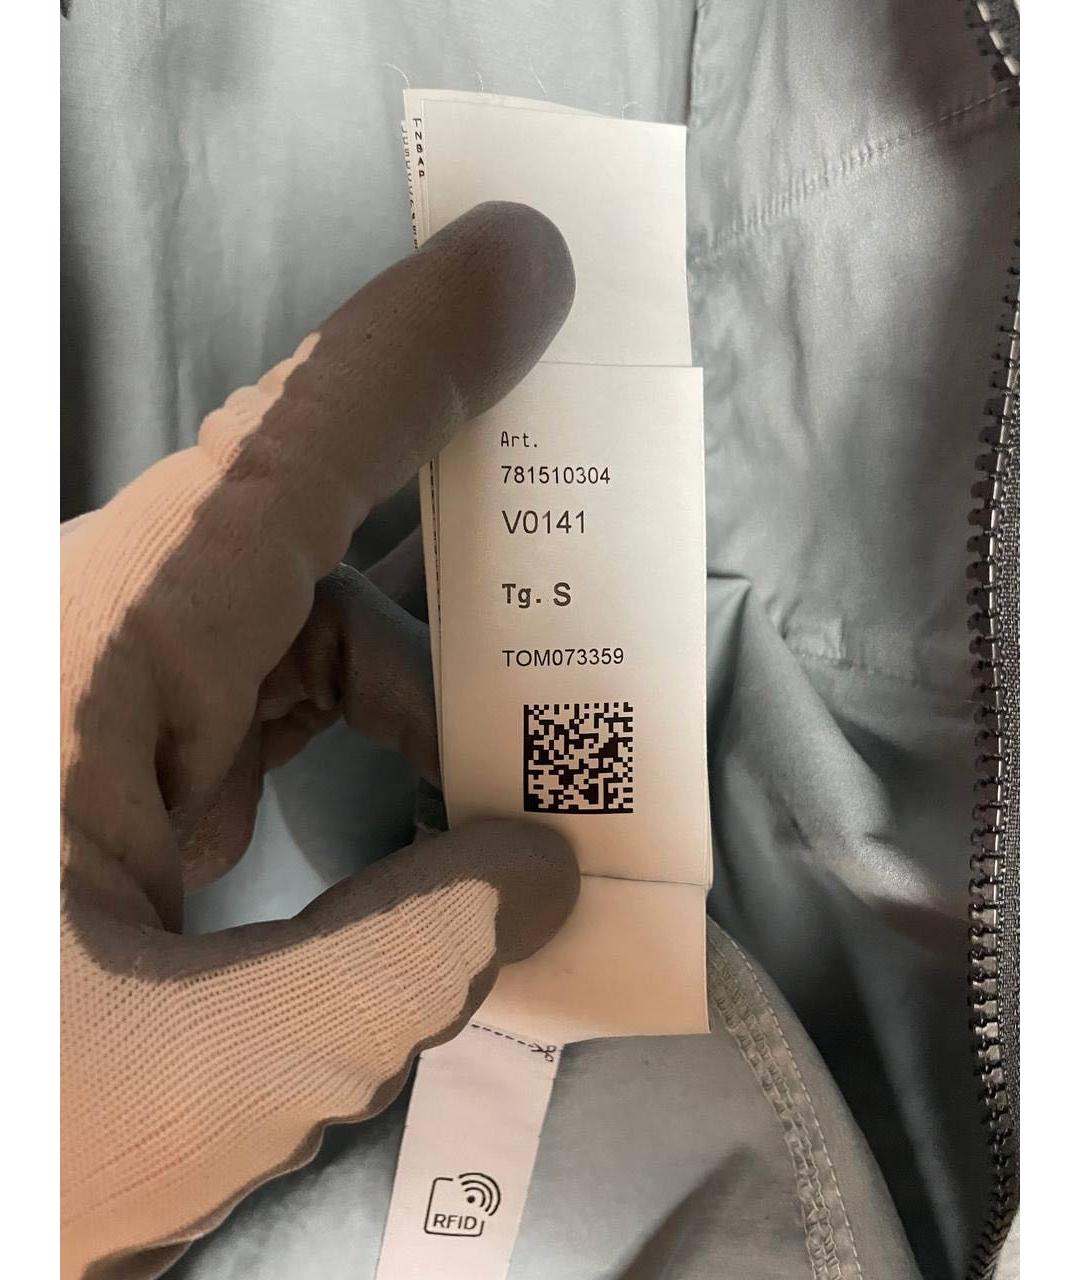 Art.
781510304
V0141
Tg. S
TOM073359
RFID